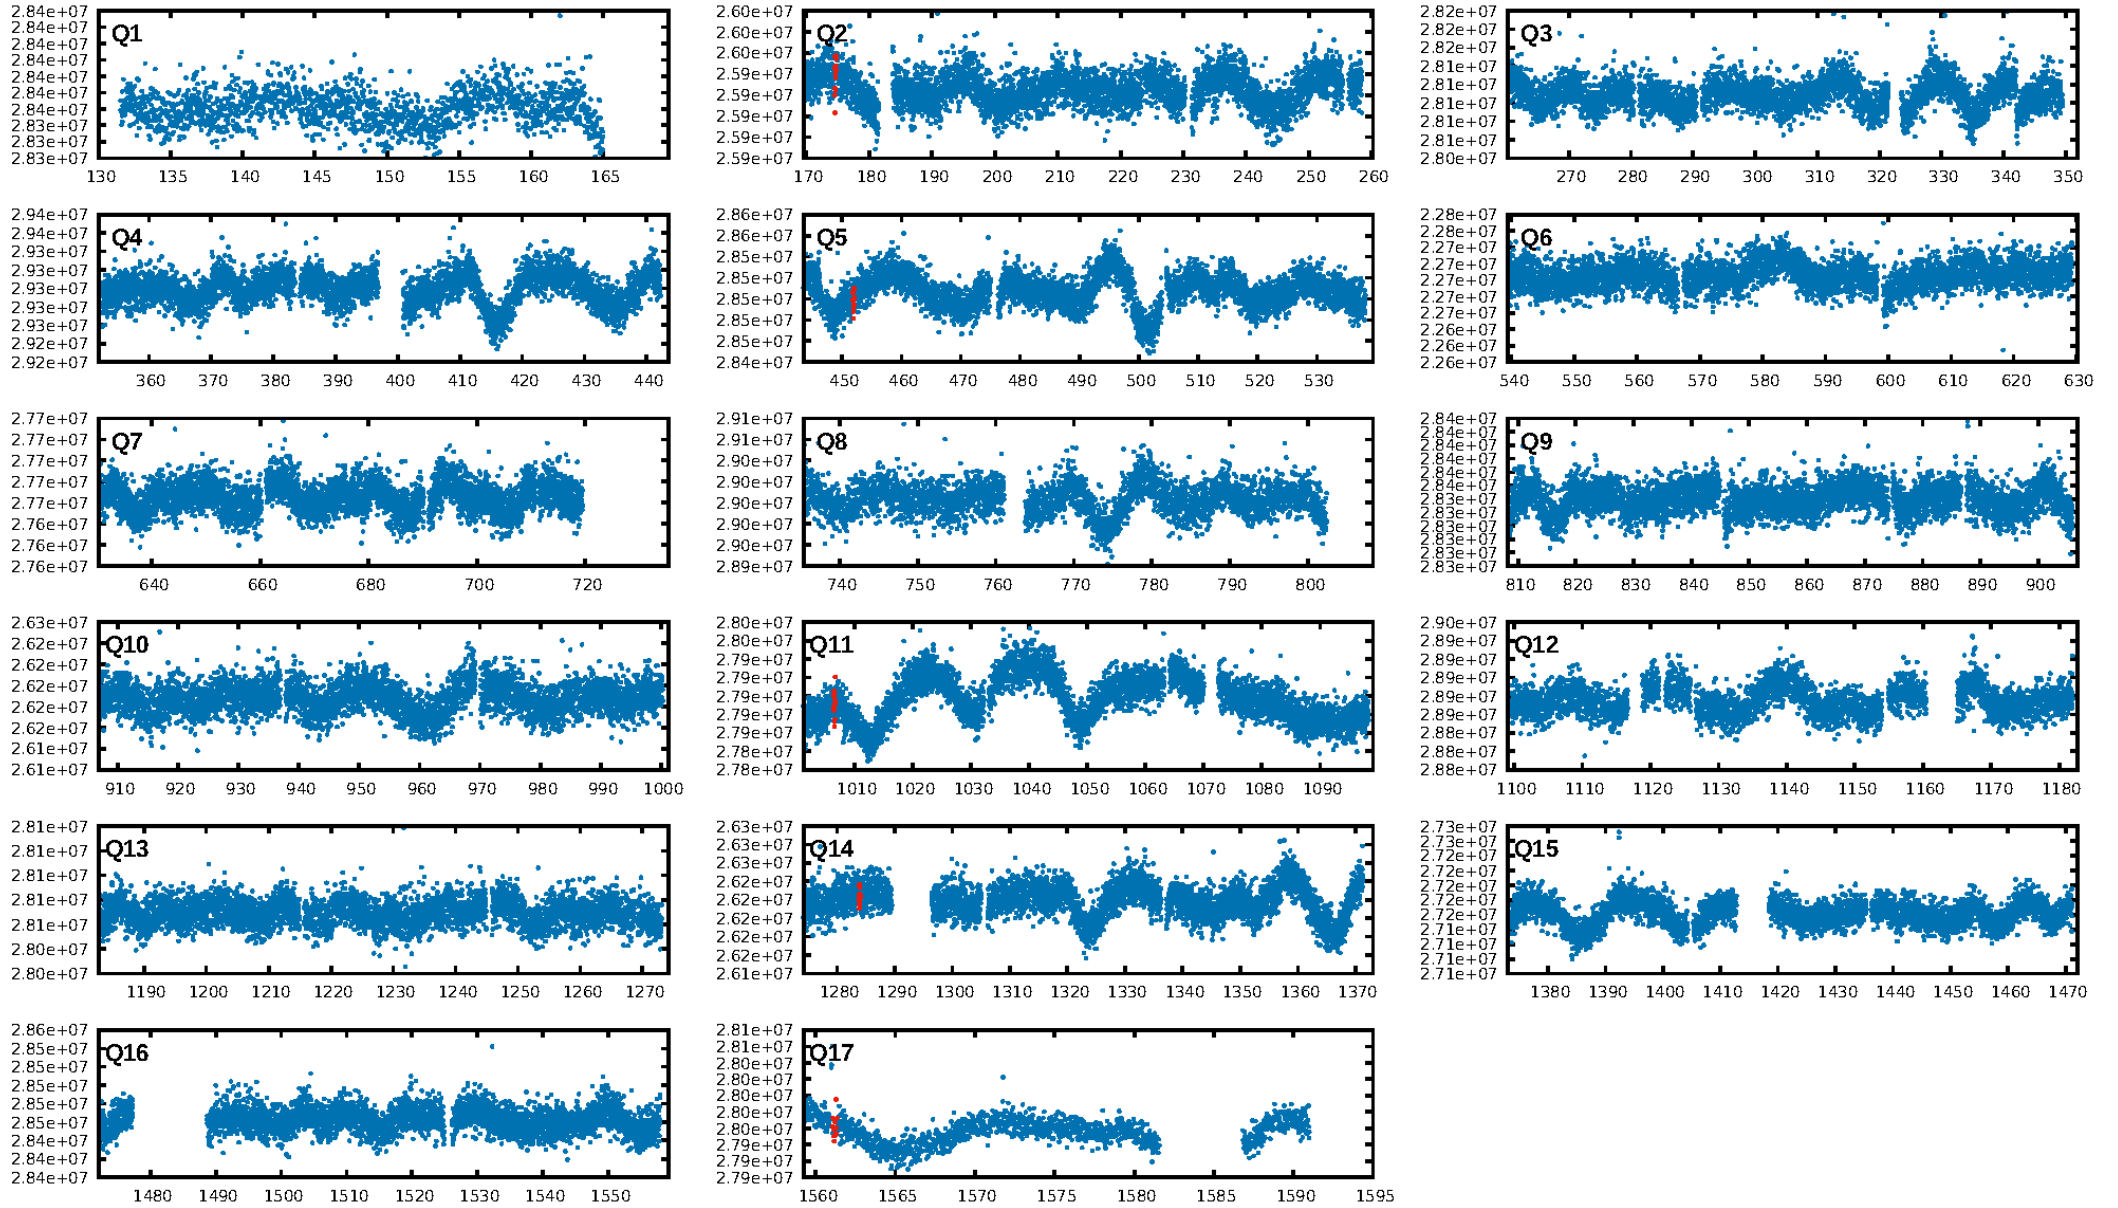 2.84e+07
2.84e+07
2.84e+07
2.84e+07
2.84e+07
2.84e+07
2.84e+07
2.83e+07
2.83e+07
2.83e+07
Q1
130 135 140 145 150 155 160 165
2.60e+07
2.60e+07
2.60e+07
2.59e+07
2.59e+07
2.59e+07
2.59e+07
2.59e+07
Q2
170 180 190 200 210 220 230 240 250 260
2.82e+07
2.82e+07
2.82e+07
2.81e+07
2.81e+07
2.81e+07
2.81e+07
2.81e+07
2.80e+07
Q3
270 280 290 300 310 320 330 340 350
2.94e+07
2.93e+07
2.93e+07
2.93e+07
2.93e+07
2.93e+07
2.93e+07
2.92e+07
2.92e+07
Q4
360 370 380 390 400 410 420 430 440
2.86e+07
2.86e+07
2.85e+07
2.85e+07
2.85e+07
2.85e+07
2.85e+07
2.84e+07
Q5
450 460 470 480 490 500 510 520 530
2.28e+07
2.28e+07
2.27e+07
2.27e+07
2.27e+07
2.27e+07
2.27e+07
2.26e+07
2.26e+07
2.26e+07
Q6
540 550 560 570 580 590 600 610 620 630
2.77e+07
2.77e+07
2.77e+07
2.77e+07
2.77e+07
2.76e+07
2.76e+07
2.76e+07
Q7
640 660 680 700 720
2.91e+07
2.91e+07
2.90e+07
2.90e+07
2.90e+07
2.90e+07
2.90e+07
2.89e+07
Q8
740 750 760 770 780 790 800
2.84e+07
2.84e+07
2.84e+07
2.84e+07
2.84e+07
2.84e+07
2.83e+07
2.83e+07
2.83e+07
2.83e+07
2.83e+07
2.83e+07
Q9
810 820 830 840 850 860 870 880 890 900
2.63e+07
2.62e+07
2.62e+07
2.62e+07
2.62e+07
2.62e+07
2.61e+07
2.61e+07
Q10
910 920 930 940 950 960 970 980 990 1000
2.80e+07
2.80e+07
2.79e+07
2.79e+07
2.79e+07
2.79e+07
2.79e+07
2.78e+07
2.78e+07
Q11
1010 1020 1030 1040 1050 1060 1070 1080 1090
2.90e+07
2.89e+07
2.89e+07
2.89e+07
2.89e+07
2.89e+07
2.89e+07
2.88e+07
2.88e+07
Q12
1100 1110 1120 1130 1140 1150 1160 1170 1180
2.81e+07
2.81e+07
2.81e+07
2.81e+07
2.81e+07
2.80e+07
2.80e+07
Q13
1190 1200 1210 1220 1230 1240 1250 1260 1270
2.63e+07
2.63e+07
2.63e+07
2.62e+07
2.62e+07
2.62e+07
2.62e+07
2.62e+07
2.61e+07
Q14
1280 1290 1300 1310 1320 1330 1340 1350 1360 1370
2.73e+07
2.73e+07
2.72e+07
2.72e+07
2.72e+07
2.72e+07
2.72e+07
2.71e+07
2.71e+07
2.71e+07
2.71e+07
Q15
1380 1390 1400 1410 1420 1430 1440 1450 1460 1470
2.86e+07
2.85e+07
2.85e+07
2.85e+07
2.85e+07
2.85e+07
2.84e+07
2.84e+07
2.84e+07
Q16
1480 1490 1500 1510 1520 1530 1540 1550
2.81e+07
2.81e+07
2.80e+07
2.80e+07
2.80e+07
2.80e+07
2.80e+07
2.79e+07
2.79e+07
2.79e+07
Q17
1560 1565 1570 1575 1580 1585 1590 1595